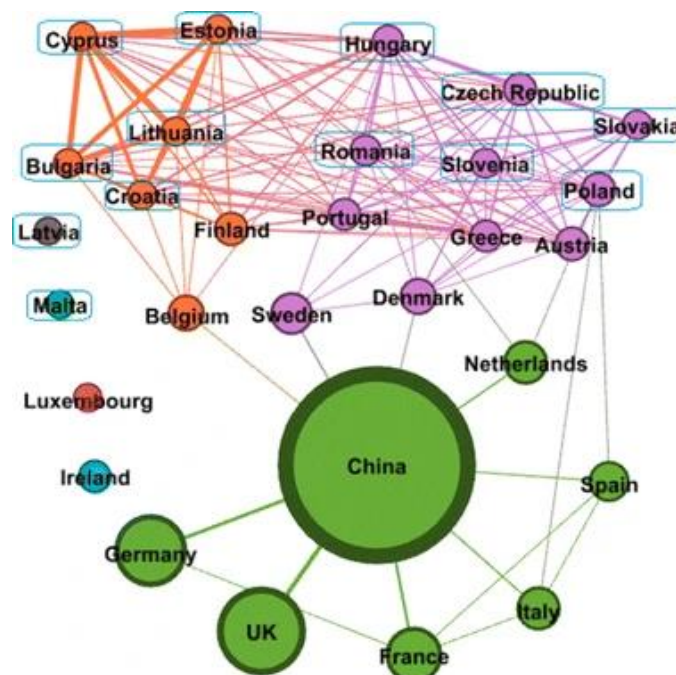 Cyprus
Estonia
Hungary
Czech Republic
Slovakia
Lithuania
Romania
Slovenia
Bulgaria
Croatia
Poland
Latvia
Finland
Portugal
Greece
Austria
Malta
Belgium
Sweden
Denmark
Netherlands
Luxembourg
China
Ireland
Spain
Germany
UK
Italy
France